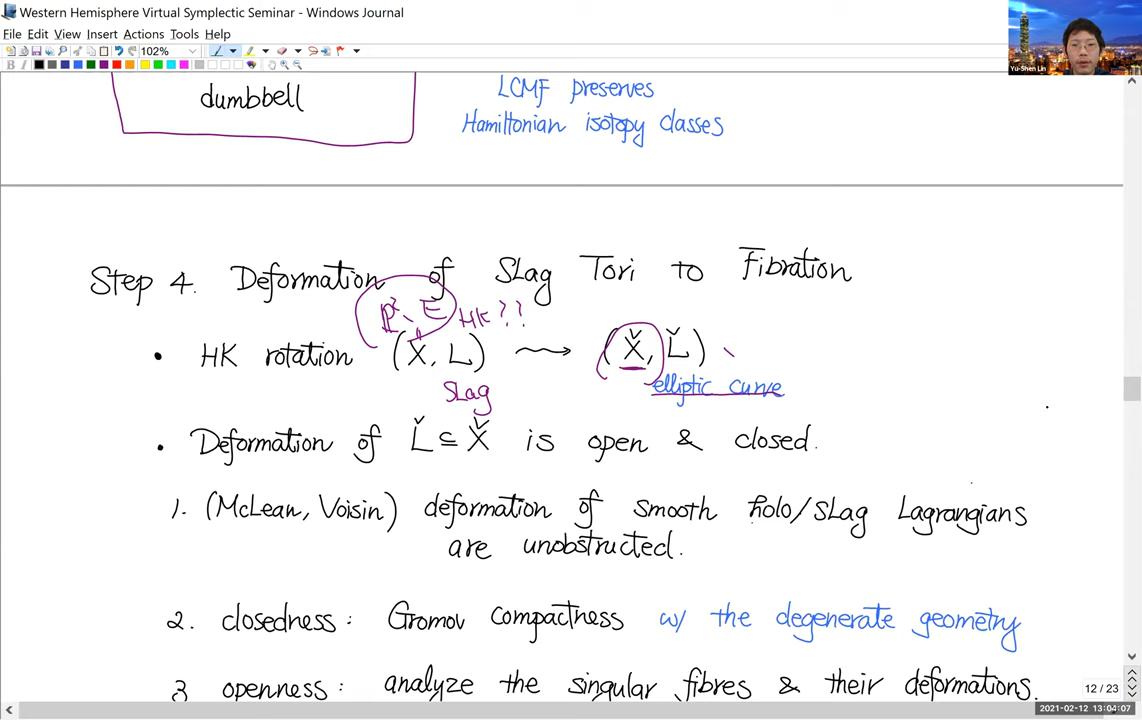 Western Hemisphere Virtual Symplectic Seminar - Windows Journal
File Edit View Insert Actions Tools Help
102%
Yu-Shen Lin
dumbbell
LCMF preserves
Hamiltonian isotopy classes
Step 4. Deformation of SLag Tori to Fibration
P² \ E HK??
• HK rotation (X, L) ⇝ (X̌, Ľ)
SLag
elliptic curve
• Deformation of Ľ ⊆ X̌ is open & closed.
1. (McLean, Voisin) deformation of smooth holo/SLag Lagrangians
are unobstructed.
2. closedness: Gromov compactness w/ the degenerate geometry
3 openness: analyze the singular fibres & their deformations.
12 / 23
2021-02-12 13:04:07